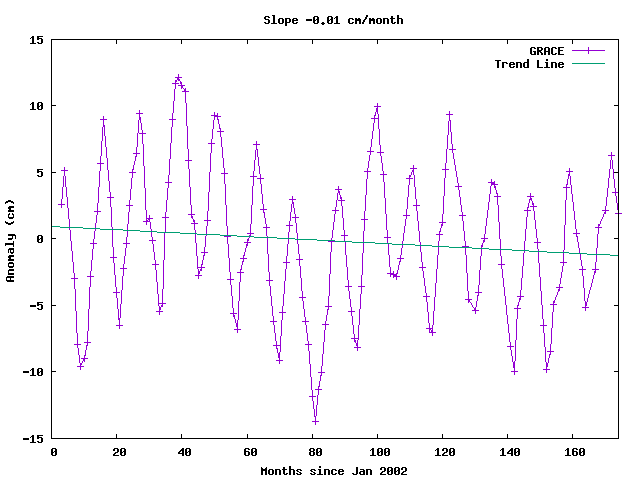 Slope -0.01 cm/month
GRACE
Trend Line
15
10
5
0
-5
-10
-15
Anomaly (cm)
0 20 40 60 80 100 120 140 160
Months since Jan 2002